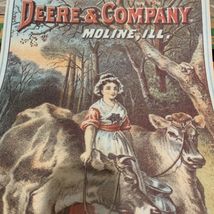 DEERE & COMPANY
MOLINE, ILL,